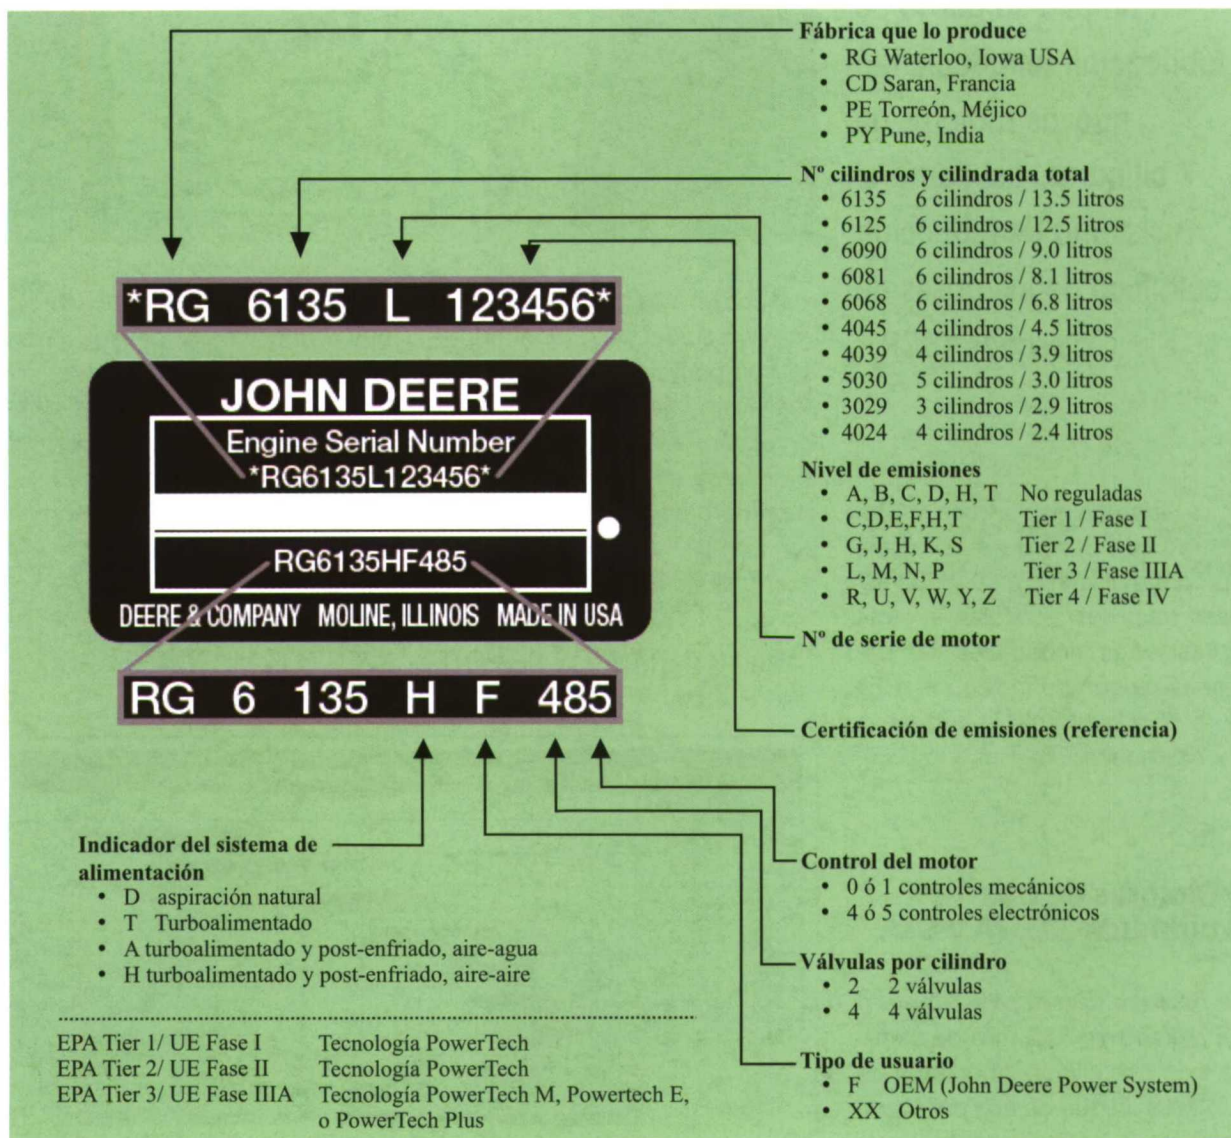 Fábrica que lo produce
• RG Waterloo, Iowa USA
• CD Saran, Francia
• PE Torreón, Méjico
• PY Pune, India
Nº cilindros y cilindrada total
• 6135 6 cilindros / 13.5 litros
• 6125 6 cilindros / 12.5 litros
• 6090 6 cilindros / 9.0 litros
• 6081 6 cilindros / 8.1 litros
• 6068 6 cilindros / 6.8 litros
• 4045 4 cilindros / 4.5 litros
• 4039 4 cilindros / 3.9 litros
• 5030 5 cilindros / 3.0 litros
• 3029 3 cilindros / 2.9 litros
• 4024 4 cilindros / 2.4 litros
Nivel de emisiones
• A, B, C, D, H, T No reguladas
• C,D,E,F,H,T Tier 1 / Fase I
• G, J, H, K, S Tier 2 / Fase II
• L, M, N, P Tier 3 / Fase IIIA
• R, U, V, W, Y, Z Tier 4 / Fase IV
Nº de serie de motor
Certificación de emisiones (referencia)
*RG 6135 L 123456*
JOHN DEERE
Engine Serial Number
*RG6135L123456*
RG6135HF485
DEERE & COMPANY MOLINE, ILLINOIS MADE IN USA
RG 6 135 H F 485
Indicador del sistema de
alimentación
• D aspiración natural
• T Turboalimentado
• A turboalimentado y post-enfriado, aire-agua
• H turboalimentado y post-enfriado, aire-aire
EPA Tier 1/ UE Fase I Tecnología PowerTech
EPA Tier 2/ UE Fase II Tecnología PowerTech
EPA Tier 3/ UE Fase IIIA Tecnología PowerTech M, Powertech E,
o PowerTech Plus
Control del motor
• 0 ó 1 controles mecánicos
• 4 ó 5 controles electrónicos
Válvulas por cilindro
• 2 2 válvulas
• 4 4 válvulas
Tipo de usuario
• F OEM (John Deere Power System)
• XX Otros